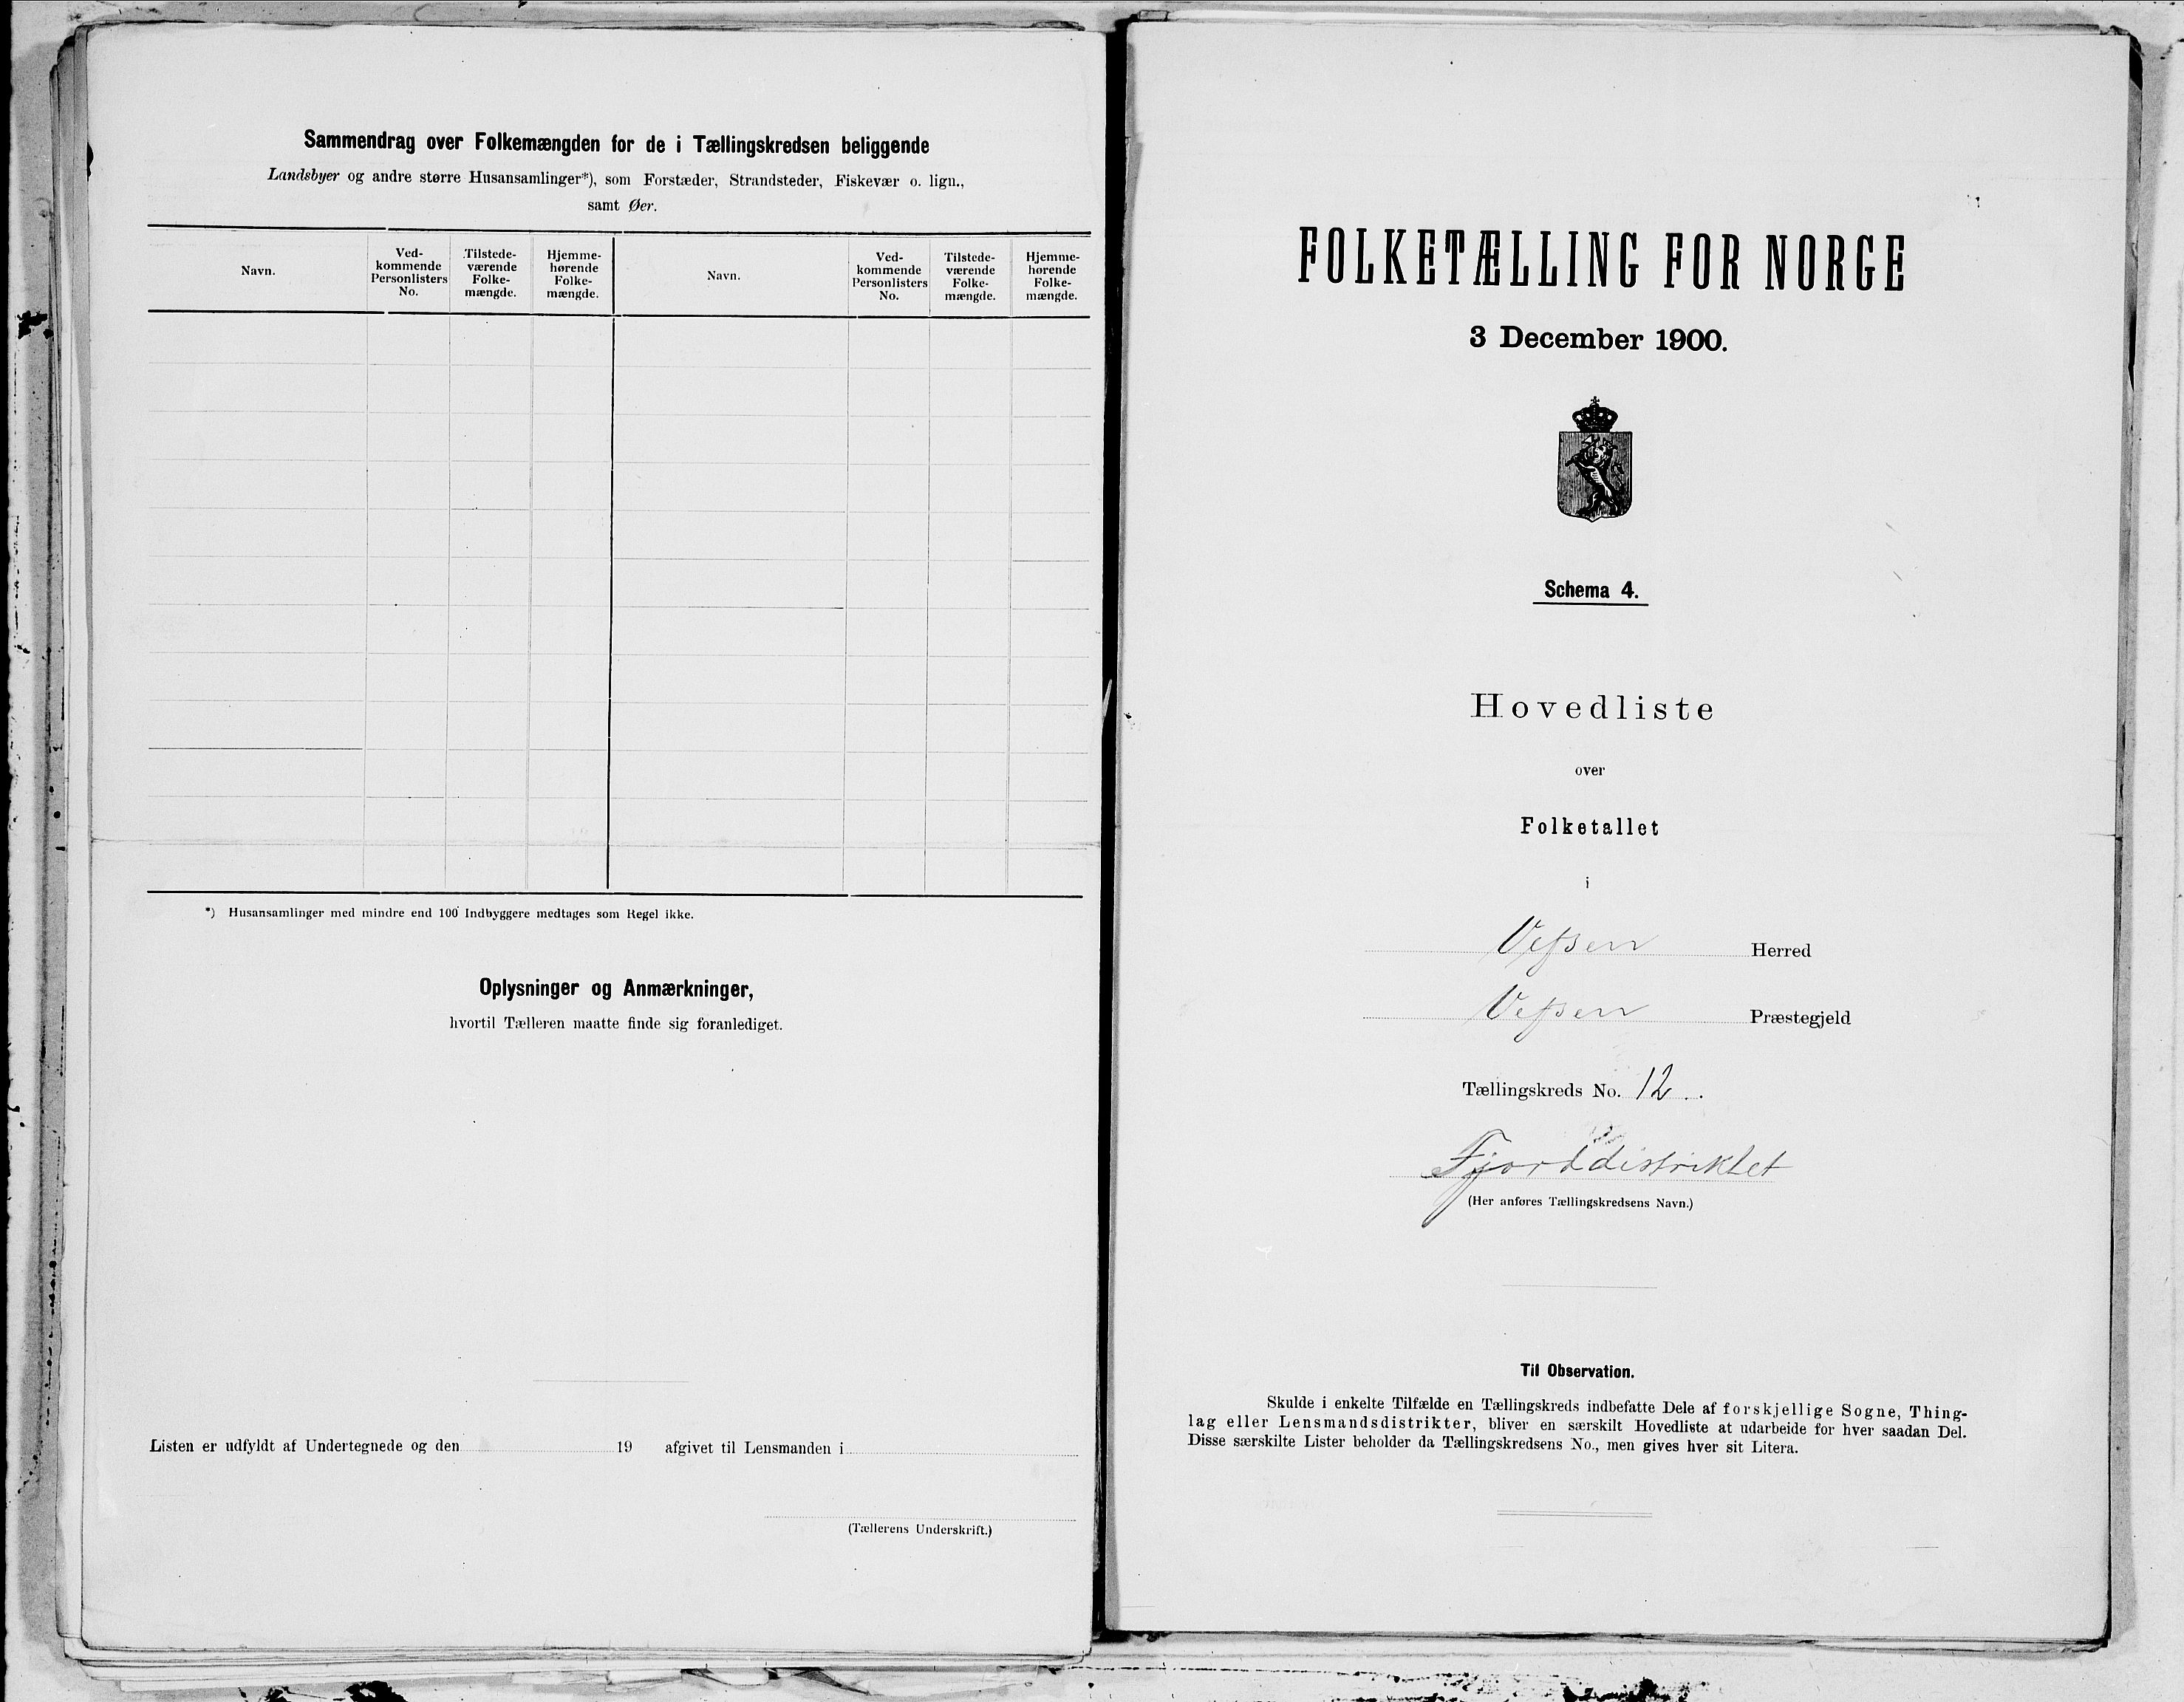 Sammendrag over Folkemængden for de i Tællingskredsen beliggende
Landsbyer og andre større Husansamlinger*), som Forstæder, Strandsteder, Fiskevær o. lign.,
samt Øer.
Navn.
Ved-
kommende
Personlisters
No.
Tilstede-
værende
Folke-
mængde.
Hjemme-
hørende
Folke-
mængde.
Navn.
Ved-
kommende
Personlisters
No.
Tilstede-
værende
Folke-
mængde.
Hjemme-
hørende
Folke-
mængde.
*) Husansamlinger med mindre end 100 Indbyggere medtages som Regel ikke.
Oplysninger og Anmærkninger,
hvortil Tælleren maatte finde sig foranlediget.
Listen er udfyldt af Undertegnede og den 19 afgivet til Lensmanden i
(Tællerens Underskrift.)
FOLKETÆLLING FOR NORGE
3 December 1900.
Schema 4.
Hovedliste
over
Folketallet
i
Vefsen Herred
Vefsen Præstegjeld
Tællingskreds No. 12.
Fjorddistriktet
(Her anføres Tællingskredsens Navn.)
Til Observation.
Skulde i enkelte Tilfælde en Tællingskreds indbefatte Dele af forskjellige Sogne, Thing-
lag eller Lensmandsdistrikter, bliver en særskilt Hovedliste at udarbeide for hver saadan Del.
Disse særskilte Lister beholder da Tællingskredsens No., men gives hver sit Litera.